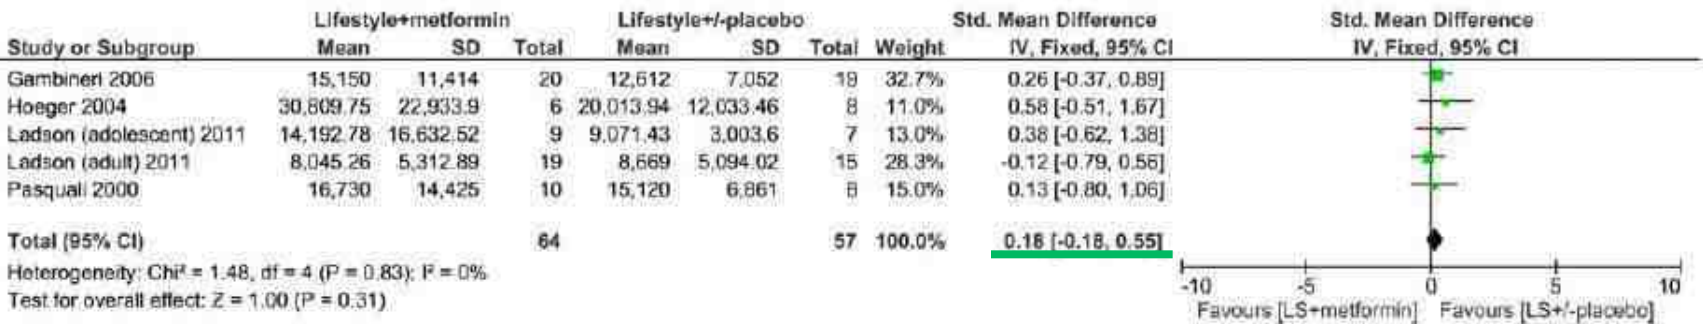 Lifestyle+metformin Lifestyle+/-placebo Std. Mean Difference Std. Mean Difference
Study or Subgroup Mean SD Total Mean SD Total Weight IV, Fixed, 95% CI IV, Fixed, 95% CI
Gambineri 2006 15,150 11,414 20 12,612 7,052 19 32.7% 0.26 [-0.37, 0.89]
Hoeger 2004 30,809.75 22,933.9 6 20,013.94 12,033.46 8 11.0% 0.58 [-0.51, 1.67]
Ladson (adolescent) 2011 14,192.78 16,632.52 9 9,071.43 3,003.6 7 13.0% 0.38 [-0.62, 1.38]
Ladson (adult) 2011 8,045.26 5,312.89 19 8,669 5,094.02 15 28.3% -0.12 [-0.79, 0.56]
Pasquali 2000 16,730 14,425 10 15,120 6,861 8 15.0% 0.13 [-0.80, 1.06]
Total (95% CI) 64 57 100.0% 0.18 [-0.18, 0.55]
Heterogeneity: Chi² = 1.48, df = 4 (P = 0.83); I² = 0%
Test for overall effect: Z = 1.00 (P = 0.31)
-10 -5 0 5 10
Favours [LS+metformin] Favours [LS+/-placebo]